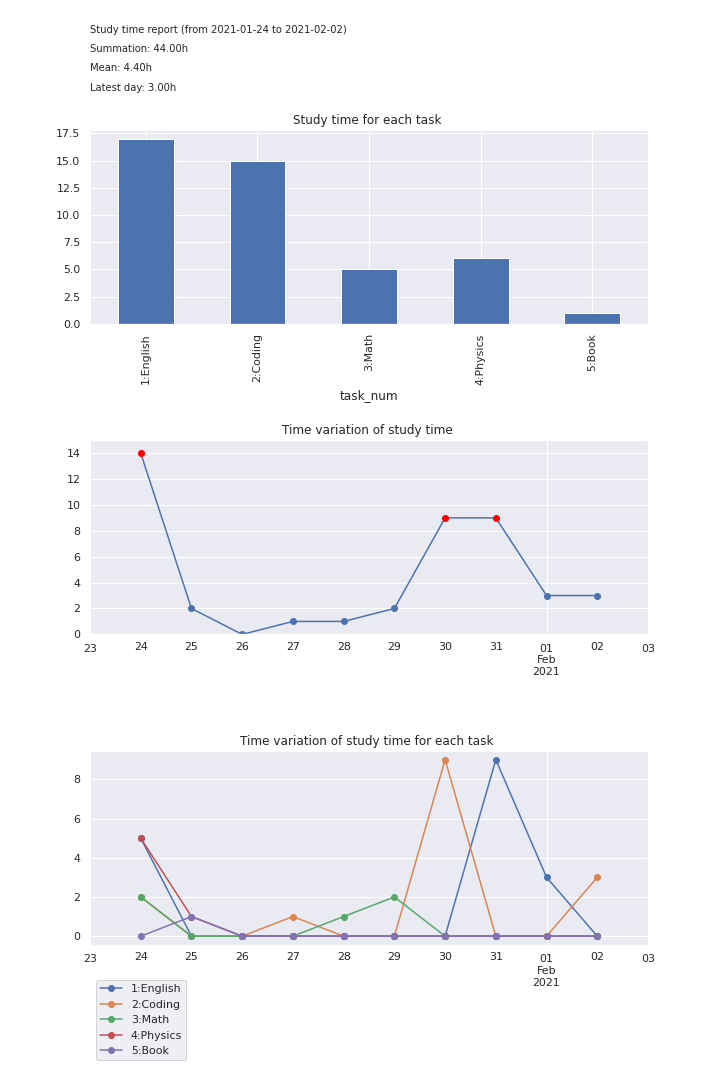 Study time report (from 2021-01-24 to 2021-02-02)
Summation: 44.00h
Mean: 4.40h
Latest day: 3.00h
Study time for each task
17.5
15.0
12.5
10.0
7.5
5.0
2.5
0.0
1:English
2:Coding
3:Math
4:Physics
5:Book
task_num
Time variation of study time
14
12
10
8
6
4
2
0
23 24 25 26 27 28 29 30 31 01 02 03
Feb
2021
Time variation of study time for each task
8
6
4
2
0
23 24 25 26 27 28 29 30 31 01 02 03
Feb
2021
1:English
2:Coding
3:Math
4:Physics
5:Book